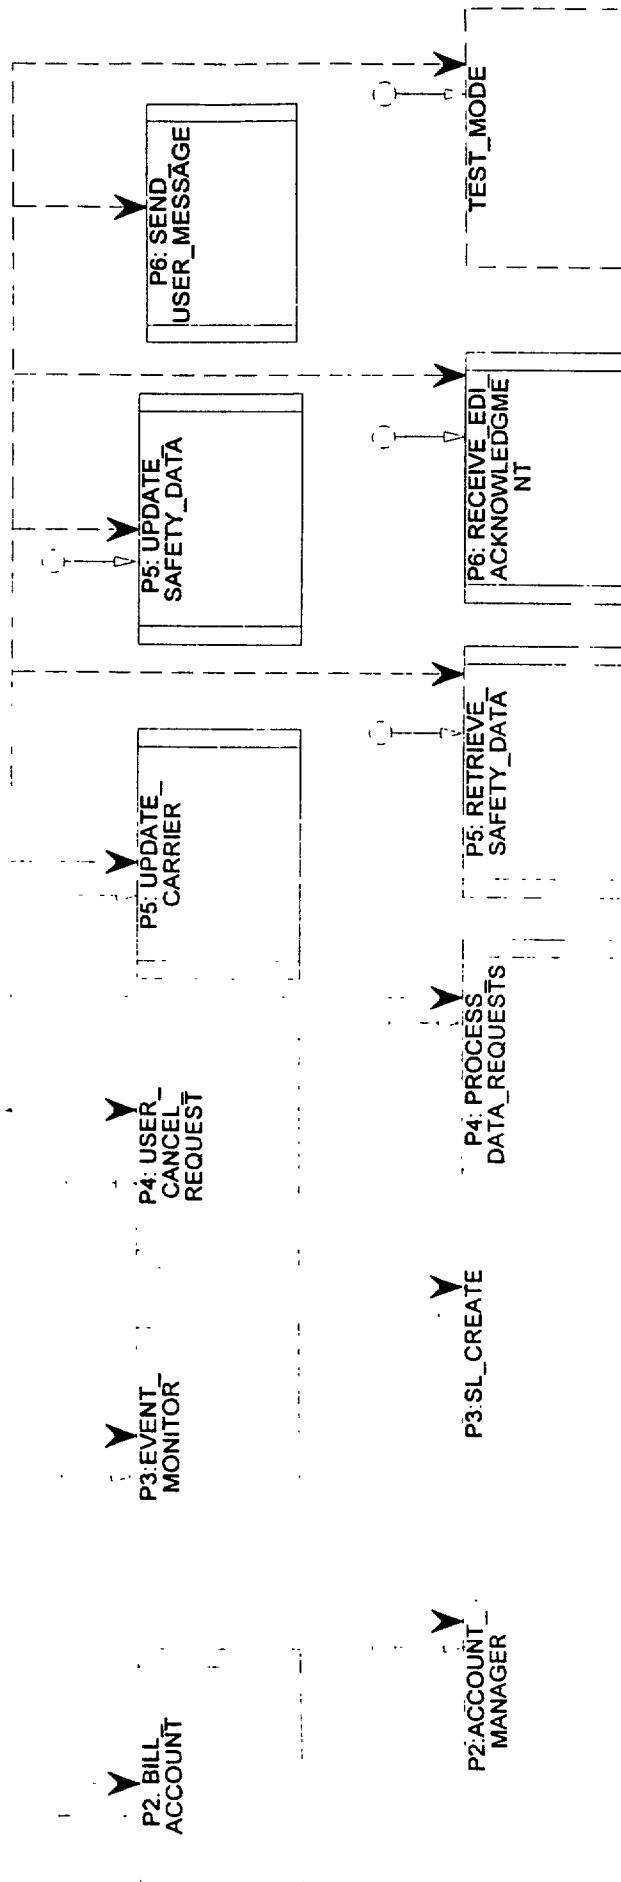 P2. BILL_
ACCOUNT
P3:EVENT_
MONITOR
P4: USER_
CANCEL_
REQUEST
P5: UPDATE_
CARRIER
P5: UPDATE_
SAFETY_DATA
P6: SEND_
USER_MESSAGE
P2:ACCOUNT_
MANAGER
P3:SL_CREATE
P4: PROCESS_
DATA_REQUESTS
P5: RETRIEVE_
SAFETY_DATA
P6: RECEIVE_EDI_
ACKNOWLEDGME
NT
TEST_MODE